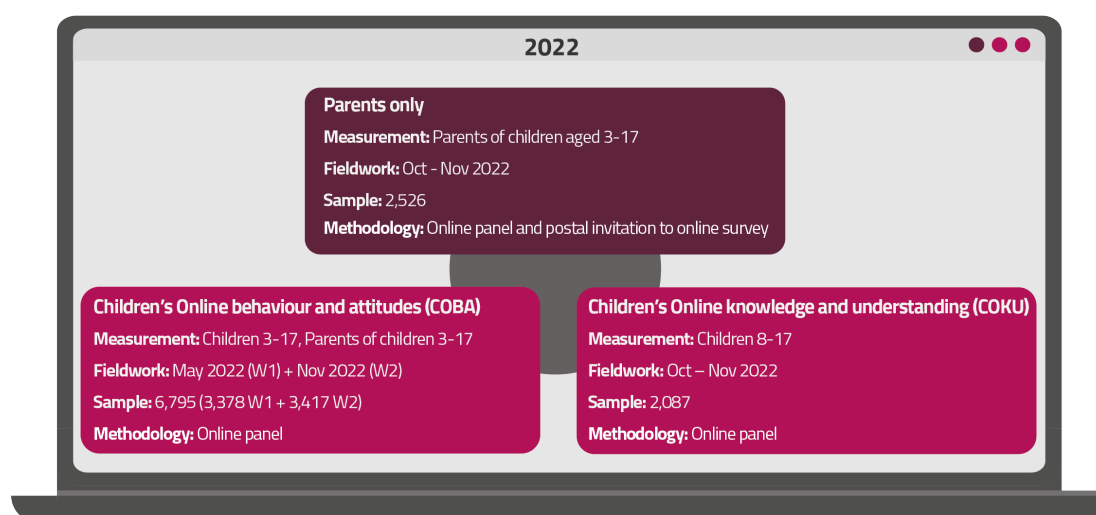 2022
Parents only
Measurement: Parents of children aged 3-17
Fieldwork: Oct - Nov 2022
Sample: 2,526
Methodology: Online panel and postal invitation to online survey
Children's Online behaviour and attitudes (COBA)
Measurement: Children 3-17, Parents of children 3-17
Fieldwork: May 2022 (W1) + Nov 2022 (W2)
Sample: 6,795 (3,378 W1 + 3,417 W2)
Methodology: Online panel
Children's Online knowledge and understanding (COKU)
Measurement: Children 8-17
Fieldwork: Oct – Nov 2022
Sample: 2,087
Methodology: Online panel